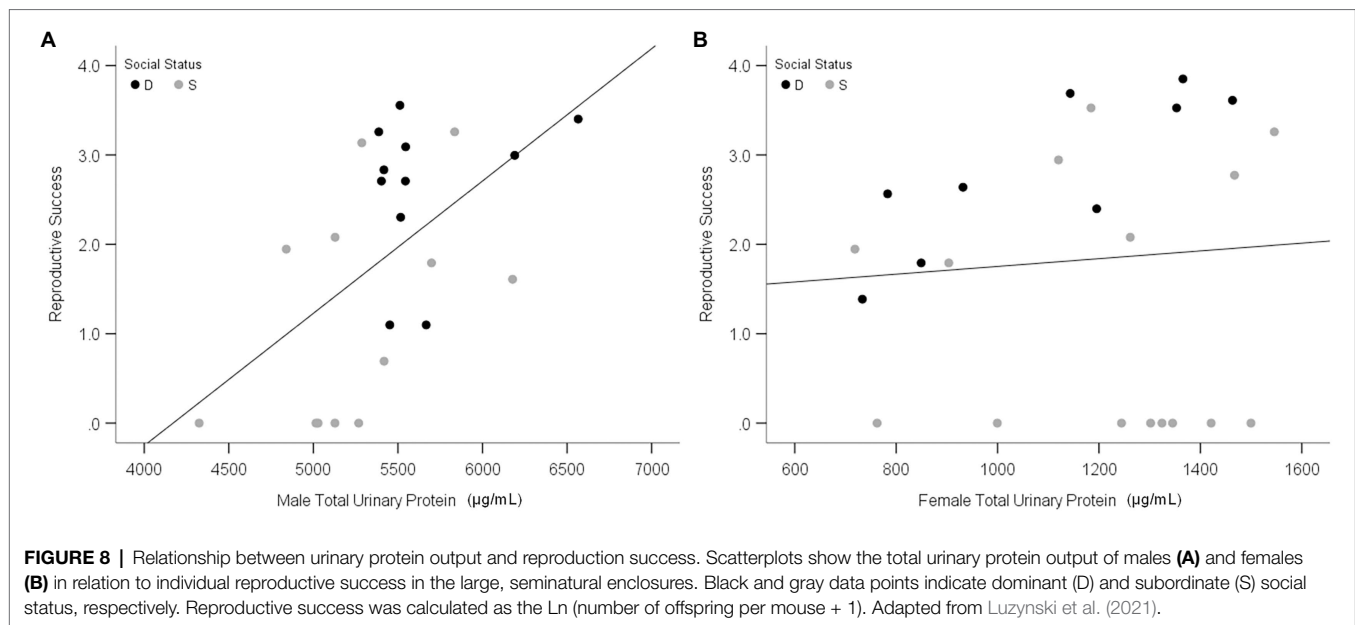 A
Social Status
D S
4.0
3.0
2.0
1.0
.0
Reproductive Success
4000 4500 5000 5500 6000 6500 7000
Male Total Urinary Protein (µg/mL)
B
Social Status
D S
4.0
3.0
2.0
1.0
.0
Reproductive Success
600 800 1000 1200 1400 1600
Female Total Urinary Protein (µg/mL)
FIGURE 8 | Relationship between urinary protein output and reproduction success. Scatterplots show the total urinary protein output of males (A) and females
(B) in relation to individual reproductive success in the large, seminatural enclosures. Black and gray data points indicate dominant (D) and subordinate (S) social
status, respectively. Reproductive success was calculated as the Ln (number of offspring per mouse + 1). Adapted from Luzynski et al. (2021).